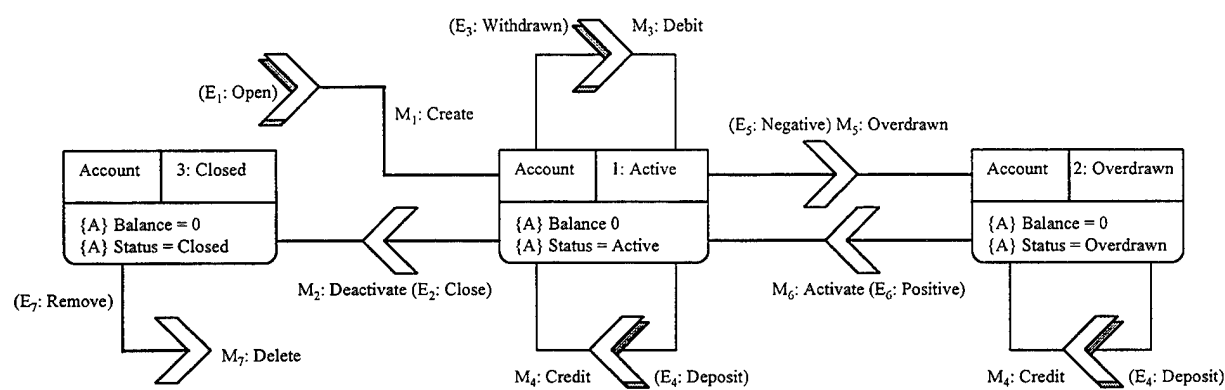 (E₃: Withdrawn) M₃: Debit
(E₁: Open)
M₁: Create
(E₅: Negative) M₅: Overdrawn
Account 3: Closed
{A} Balance = 0
{A} Status = Closed
Account 1: Active
{A} Balance 0
{A} Status = Active
Account 2: Overdrawn
{A} Balance = 0
{A} Status = Overdrawn
M₂: Deactivate (E₂: Close)
M₆: Activate (E₆: Positive)
(E₇: Remove)
M₇: Delete
M₄: Credit (E₄: Deposit)
M₄: Credit (E₄: Deposit)